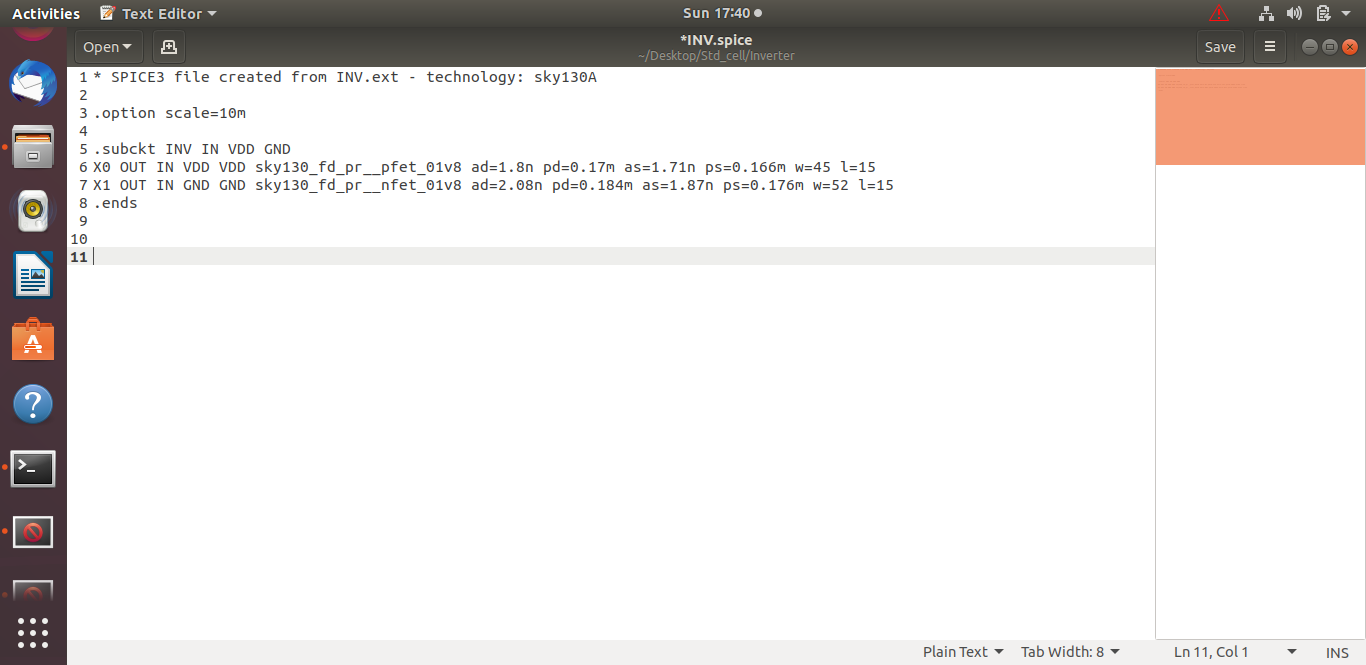 Activities Text Editor Sun 17:40
Open *INV.spice Save
~/Desktop/Std_cell/Inverter
1 * SPICE3 file created from INV.ext - technology: sky130A
2
3 .option scale=10m
4
5 .subckt INV IN VDD GND
6 X0 OUT IN VDD VDD sky130_fd_pr__pfet_01v8 ad=1.8n pd=0.17m as=1.71n ps=0.166m w=45 l=15
7 X1 OUT IN GND GND sky130_fd_pr__nfet_01v8 ad=2.08n pd=0.184m as=1.87n ps=0.176m w=52 l=15
8 .ends
9
10
11
Plain Text Tab Width: 8 Ln 11, Col 1 INS